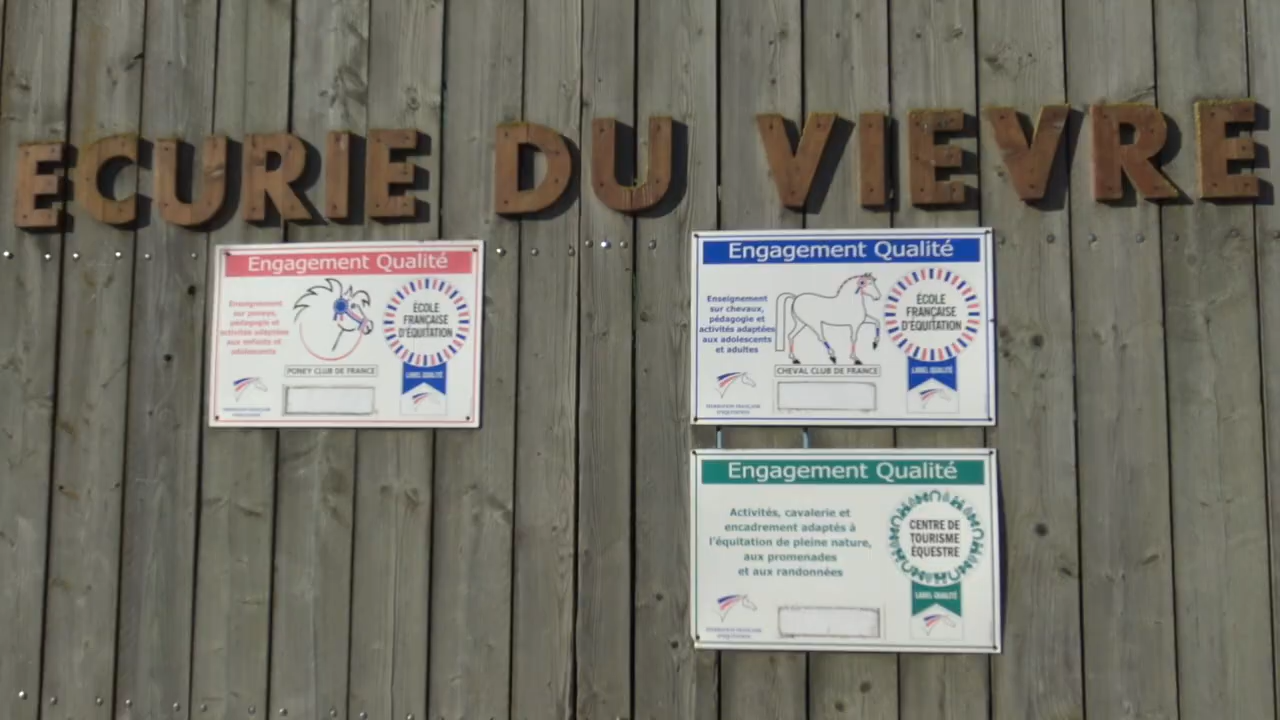 ECURIE DU VIEVRE
Engagement Qualité
Enseignement
sur poneys,
pédagogie et
activités adaptées
aux enfants et
adolescents
ÉCOLE
FRANÇAISE
D'ÉQUITATION
LABEL QUALITÉ
PONEY CLUB DE FRANCE
Engagement Qualité
Enseignement
sur chevaux,
pédagogie et
activités adaptées
aux adolescents
et adultes
ÉCOLE
FRANÇAISE
D'ÉQUITATION
LABEL QUALITÉ
CHEVAL CLUB DE FRANCE
Engagement Qualité
Activités, cavalerie et
encadrement adaptés à
l'équitation de pleine nature,
aux promenades
et aux randonnées
CENTRE DE
TOURISME
ÉQUESTRE
LABEL QUALITÉ